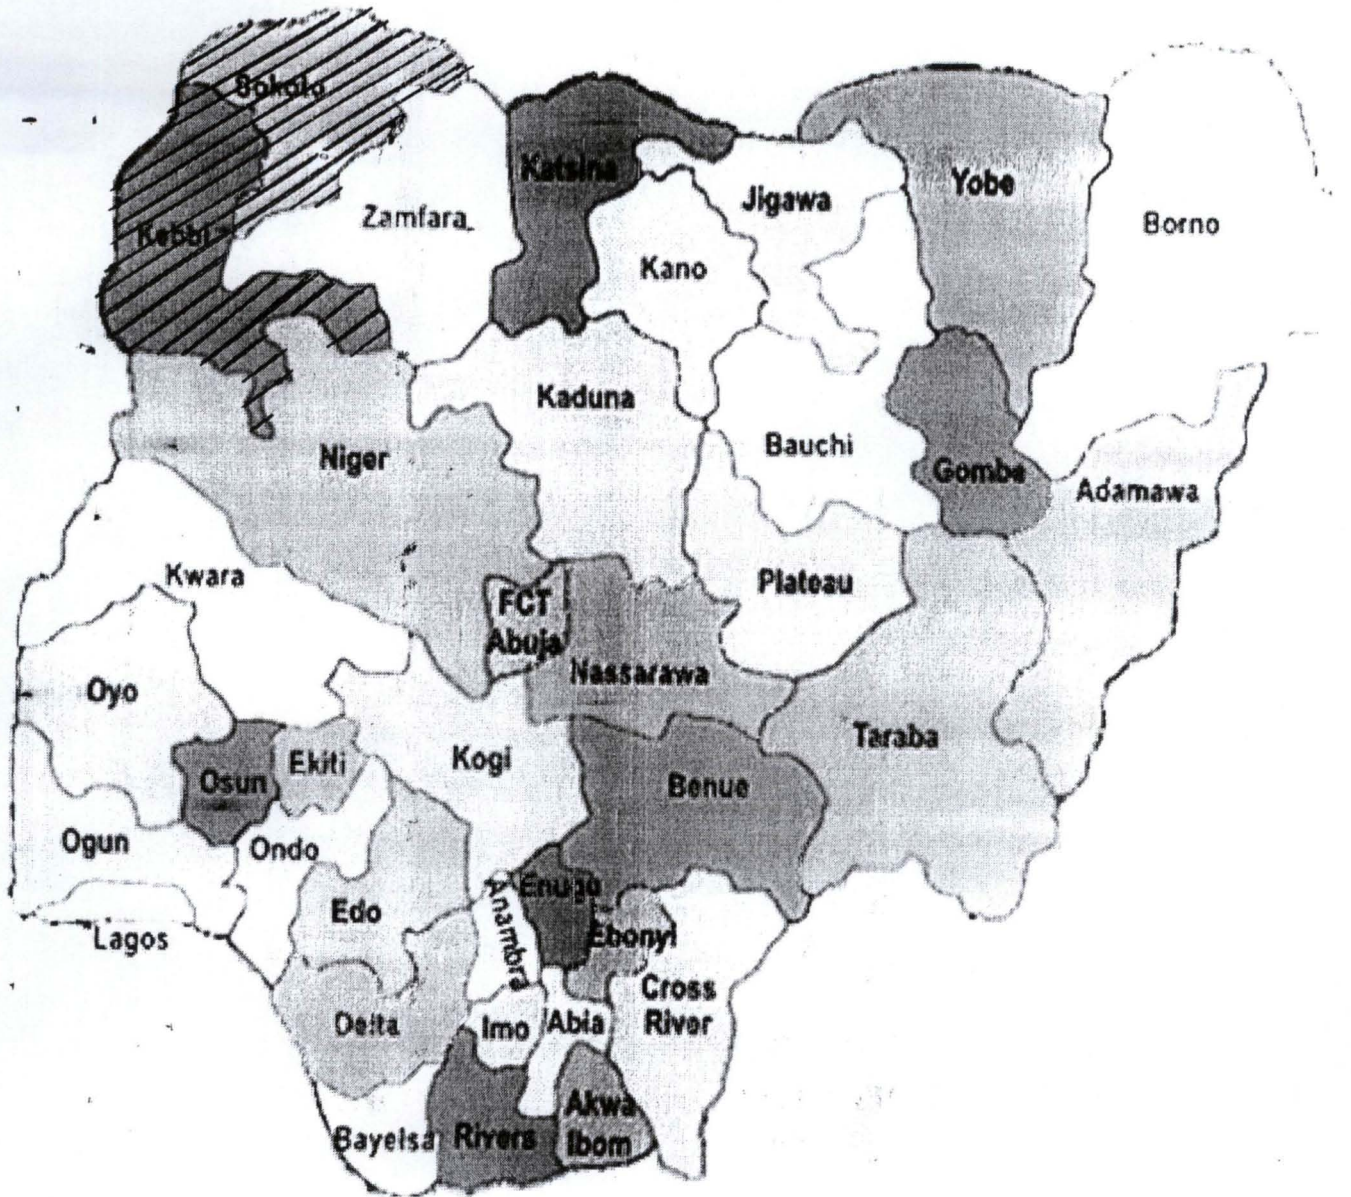 Sokoto
Katsina
Yobe
Jigawa
Zamfara
Borno
Kebbi
Kano
Kaduna
Bauchi
Niger
Gombe
Adamawa
Kwara
Plateau
FCT
Abuja
Nassarawa
Oyo
Taraba
Kogi
Ekiti
Osun
Benue
Ogun
Ondo
Enugu
Anambra
Edo
Ebonyi
Lagos
Cross
River
Delta
Imo
Abia
Akwa
Ibom
Bayelsa
Rivers